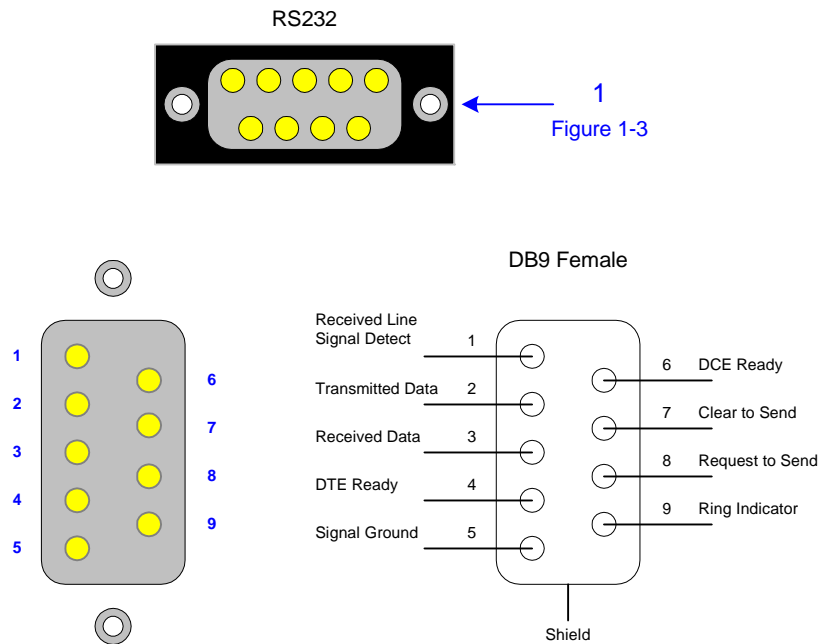 RS232
1
Figure 1-3
1
2
3
4
5
6
7
8
9
DB9 Female
Received Line
Signal Detect
1
Transmitted Data 2
Received Data 3
DTE Ready 4
Signal Ground 5
6 DCE Ready
7 Clear to Send
8 Request to Send
9 Ring Indicator
Shield